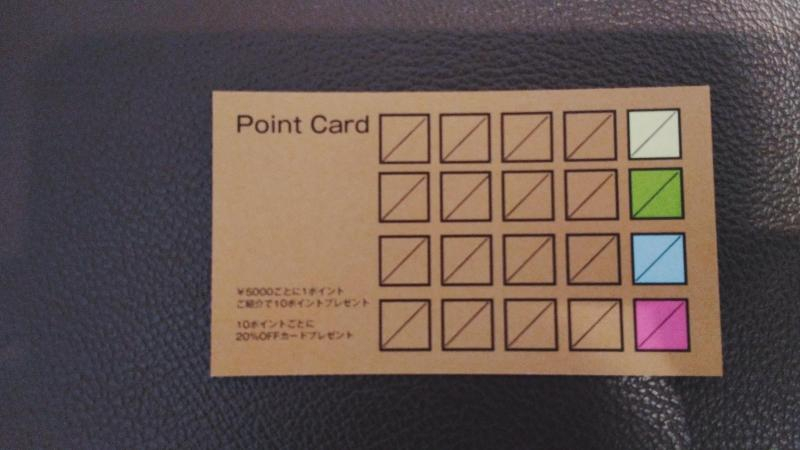 Point Card
¥5000ごとに1ポイント
ご紹介で10ポイントプレゼント
10ポイントごとに
20%OFFカードプレゼント